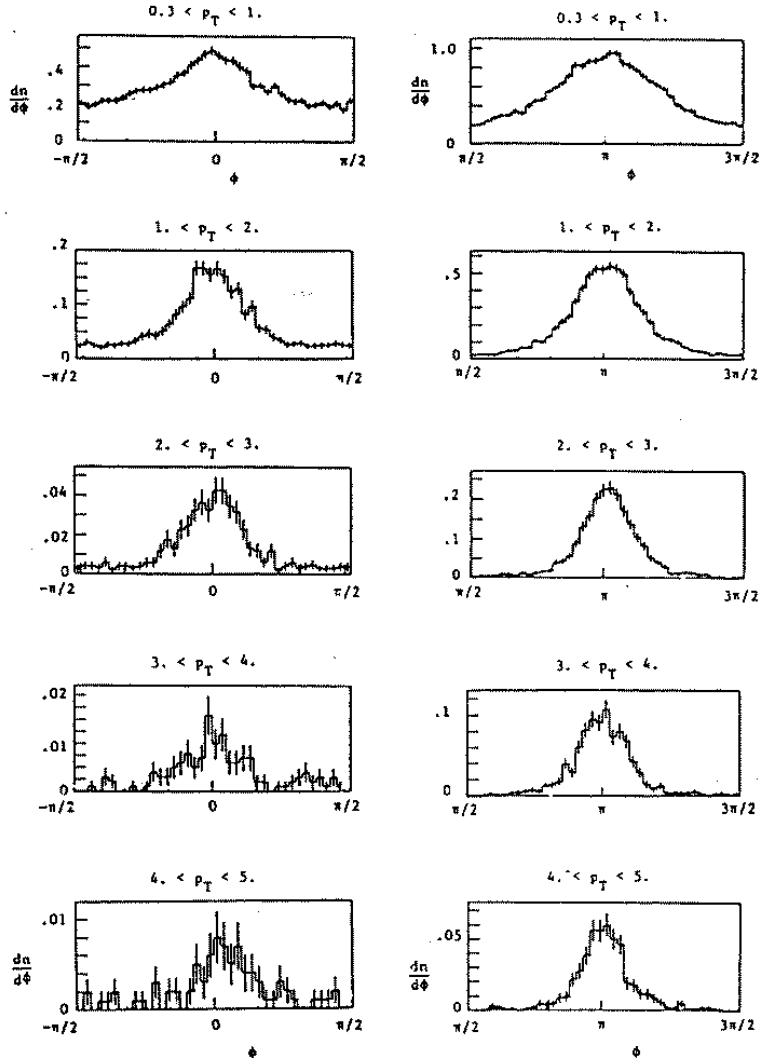 0.3 < p_T < 1.
0.3 < p_T < 1.
.4
.2
0
dn
dϕ
-π/2
0
π/2
ϕ
1.0
0
dn
dϕ
π/2
π
3π/2
ϕ
1. < p_T < 2.
1. < p_T < 2.
.2
.1
0
-π/2
0
π/2
.5
0
π/2
π
3π/2
2. < p_T < 3.
2. < p_T < 3.
.04
.02
0
-π/2
0
π/2
.2
.1
0
π/2
π
3π/2
3. < p_T < 4.
3. < p_T < 4.
.02
.01
0
-π/2
0
π/2
.1
0
π/2
π
3π/2
4. < p_T < 5.
4. < p_T < 5.
.01
0
dn
dϕ
-π/2
0
π/2
ϕ
.05
0
dn
dϕ
π/2
π
3π/2
ϕ